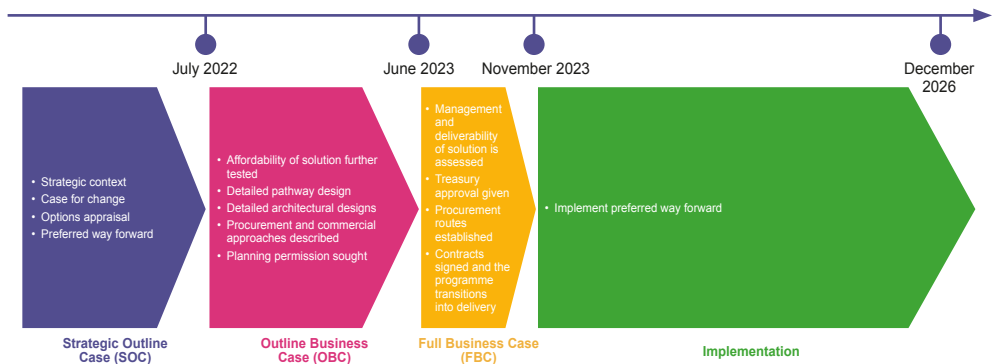 July 2022
June 2023
November 2023
December
2026
• Strategic context
• Case for change
• Options appraisal
• Preferred way forward
• Affordability of solution further
tested
• Detailed pathway design
• Detailed architectural designs
• Procurement and commercial
approaches described
• Planning permission sought
• Management
and
deliverability
of solution is
assessed
• Treasury
approval given
• Procurement
routes
established
• Contracts
signed and the
programme
transitions
into delivery
• Implement preferred way forward
Strategic Outline
Case (SOC)
Outline Business
Case (OBC)
Full Business Case
(FBC)
Implementation